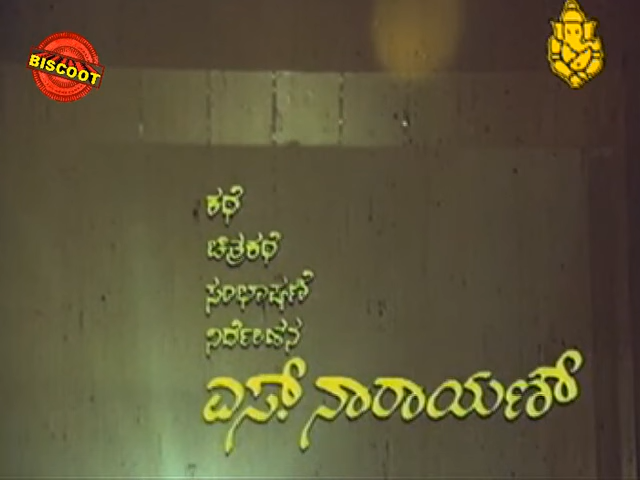 BISCOOT
ಕಥೆ
ಚಿತ್ರಕಥೆ
ಸಂಭಾಷಣೆ
ನಿರ್ದೇಶನ
ಎಸ್. ನಾರಾಯಣ್